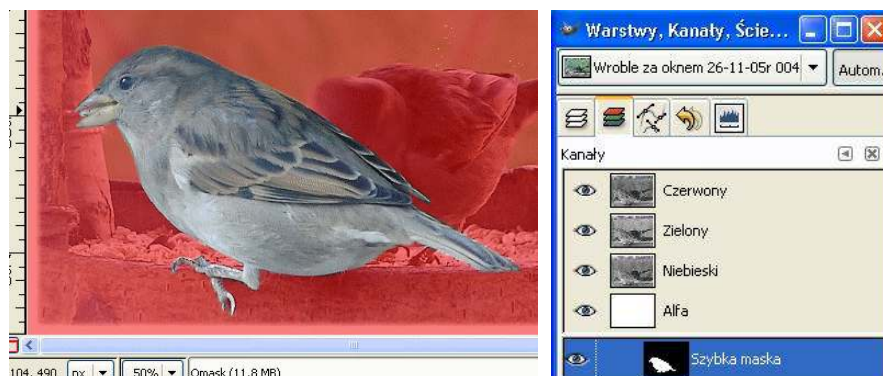 Warstwy, Kanały, Ście...
Wroble za oknem 26-11-05r 004
Autom.
Kanały
Czerwony
Zielony
Niebieski
Alfa
Szybka maska
104, 490 px 50% Qmask (11,8 MB)